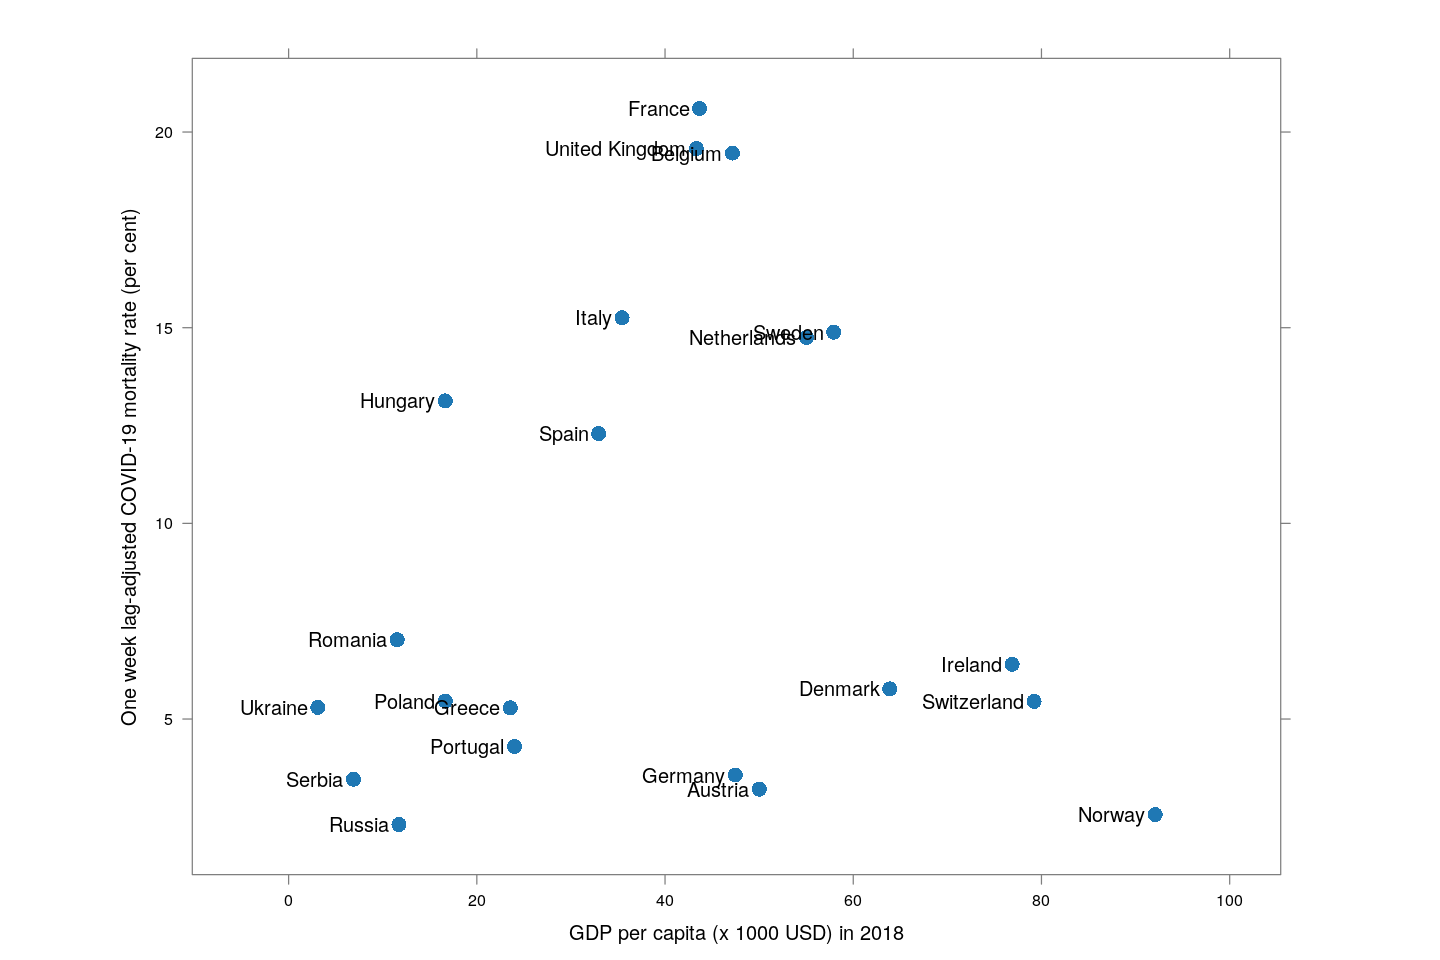 France
20
United Kingdom
Belgium
Italy
15
Sweden
Netherlands
Hungary
Spain
10
One week lag-adjusted COVID-19 mortality rate (per cent)
Romania
Ireland
Denmark
Switzerland
Poland
Greece
Ukraine
5
Portugal
Germany
Serbia
Austria
Norway
Russia
0 20 40 60 80 100
GDP per capita (x 1000 USD) in 2018